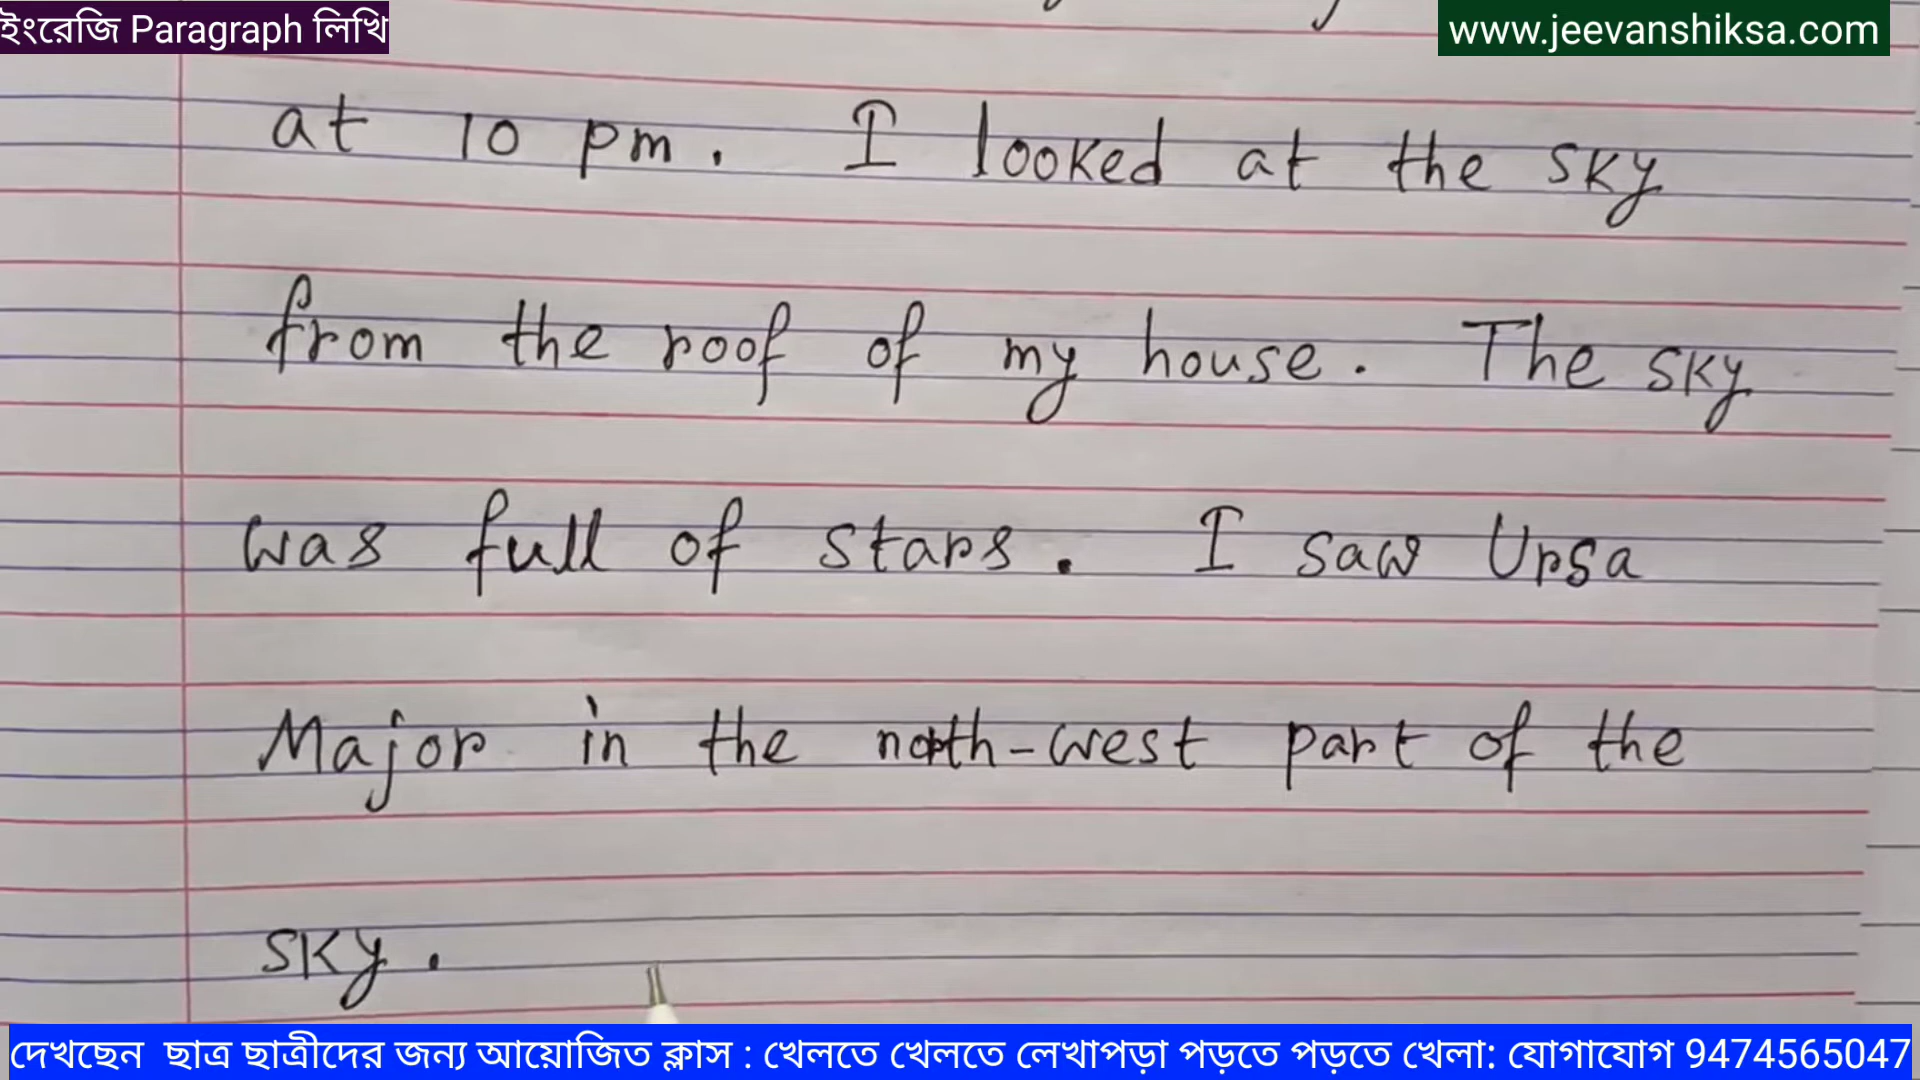 ইংরেজি Paragraph লিখি
www.jeevanshiksa.com
at 10 pm. I looked at the sky
from the roof of my house. The sky
was full of stars. I saw Ursa
Major in the north-west part of the
sky.
দেখছেন ছাত্র ছাত্রীদের জন্য আয়োজিত ক্লাস : খেলতে খেলতে লেখাপড়া পড়তে পড়তে খেলা: যোগাযোগ 9474565047